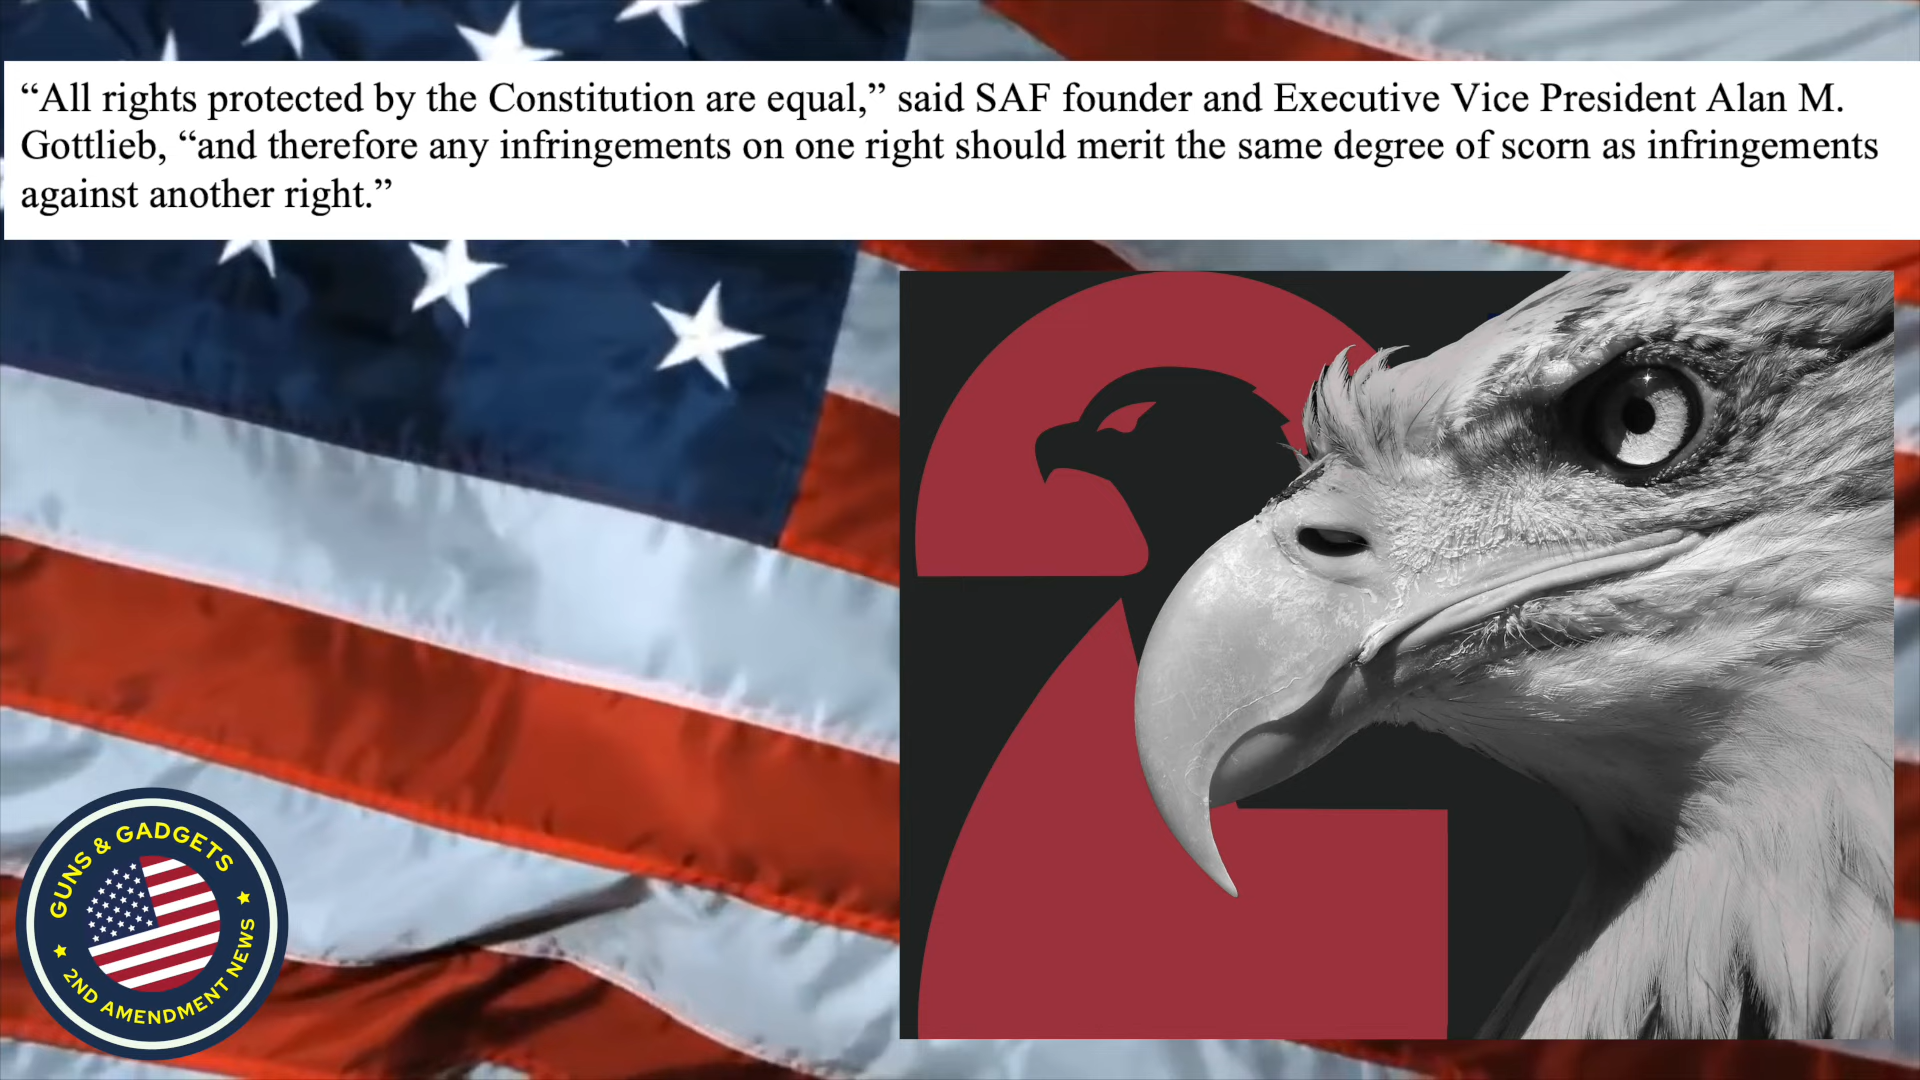 “All rights protected by the Constitution are equal,” said SAF founder and Executive Vice President Alan M.
Gottlieb, “and therefore any infringements on one right should merit the same degree of scorn as infringements
against another right.”
GUNS & GADGETS
2ND AMENDMENT NEWS